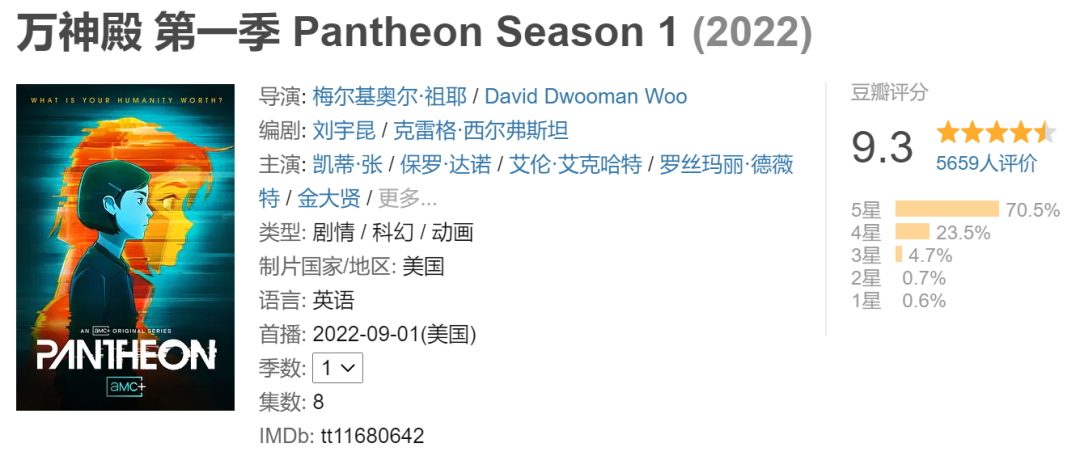 万神殿 第一季 Pantheon Season 1 (2022)
WHAT IS YOUR HUMANITY WORTH?
AN AMC+ ORIGINAL SERIES
PANTHEON
aMC+
导演: 梅尔基奥尔·祖耶 / David Dwooman Woo
编剧: 刘宇昆 / 克雷格·西尔弗斯坦
主演: 凯蒂·张 / 保罗·达诺 / 艾伦·艾克哈特 / 罗丝玛丽·德薇
特 / 金大贤 / 更多...
类型: 剧情 / 科幻 / 动画
制片国家/地区: 美国
语言: 英语
首播: 2022-09-01(美国)
季数: 1
集数: 8
IMDb: tt11680642
豆瓣评分
9.3
5659人评价
5星 70.5%
4星 23.5%
3星 4.7%
2星 0.7%
1星 0.6%